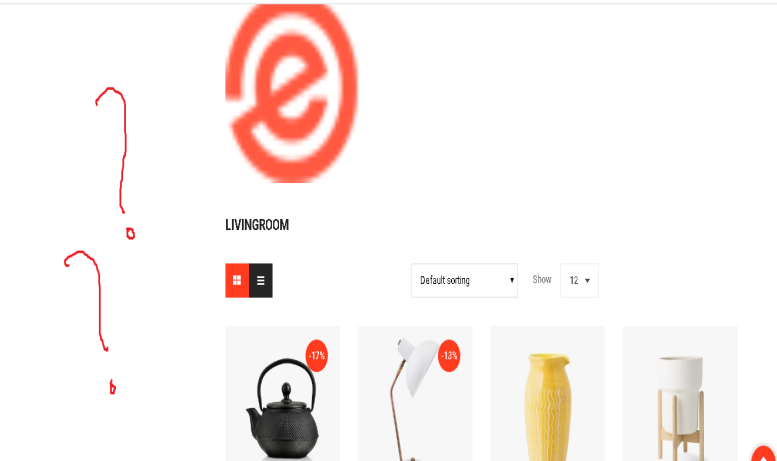 ? 
?
e
LIVINGROOM
Default sorting Show 12
-17% -13%